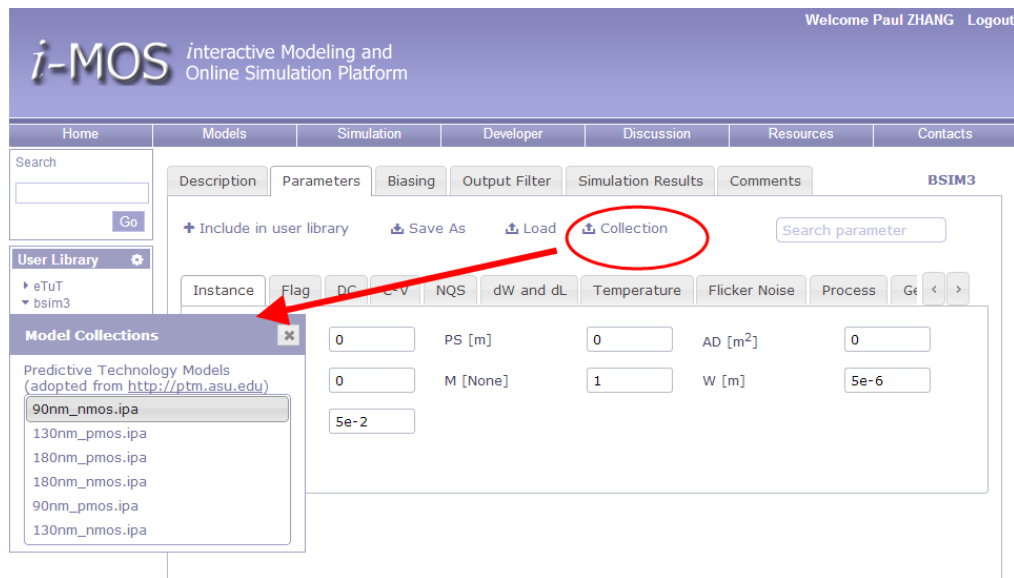 Welcome Paul ZHANG Logout
i-MOS
interactive Modeling and
Online Simulation Platform
Home Models Simulation Developer Discussion Resources Contacts
Search
Go
Description Parameters Biasing Output Filter Simulation Results Comments BSIM3
Include in user library Save As Load Collection Search parameter
User Library
eTuT
bsim3
Instance Flag DC C-V NQS dW and dL Temperature Flicker Noise Process Ge < >
Model Collections
0 PS [m] 0 AD [m²] 0
Predictive Technology Models
(adopted from http://ptm.asu.edu)
0 M [None] 1 W [m] 5e-6
5e-2
90nm_nmos.ipa
130nm_pmos.ipa
180nm_pmos.ipa
180nm_nmos.ipa
90nm_pmos.ipa
130nm_nmos.ipa